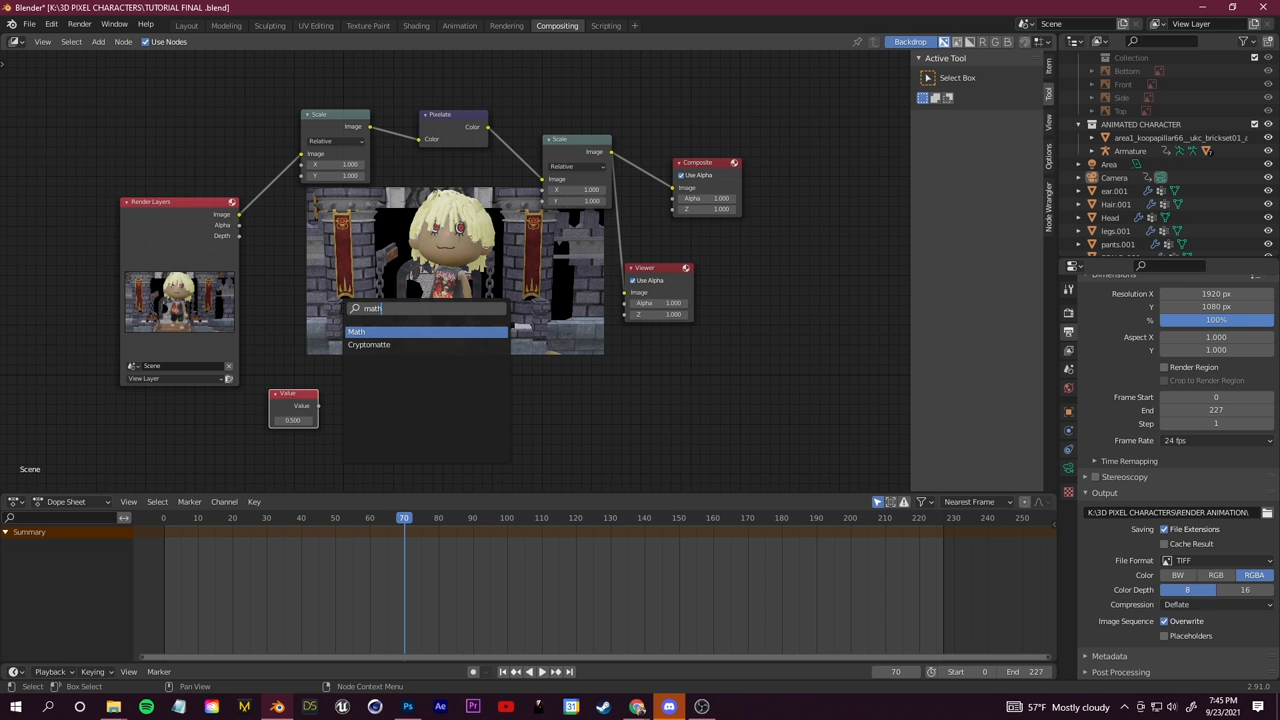 Blender* [K:\3D PIXEL CHARACTERS\TUTORIAL FINAL .blend]
File Edit Render Window Help Layout Modeling Sculpting UV Editing Texture Paint Shading Animation Rendering Compositing Scripting + Scene View Layer
View Select Add Node Use Nodes Backdrop R G B
Active Tool
Select Box
Item
Tool
View
Options
Node Wrangler
Collection
Bottom
Front
Side
Top
ANIMATED CHARACTER
area1_koopapillar66_ukc_brickset01_
Armature
Area
Camera
ear.001
Hair.001
Head
legs.001
pants.001
Scale
Image
Relative
Image
X 1.000
Y 1.000
Pixelate
Color
Color
Scale
Image
Relative
Image
X 1.000
Y 1.000
Composite
Use Alpha
Image
Alpha 1.000
Z 1.000
Render Layers
Image
Alpha
Depth
Scene
View Layer
Viewer
Use Alpha
Image
Alpha 1.000
Z 1.000
math
Math
Cryptomatte
Value
Value
0.500
Scene
Dimensions
Resolution X 1920 px
Y 1080 px
% 100%
Aspect X 1.000
Y 1.000
Render Region
Crop to Render Region
Frame Start 0
End 227
Step 1
Frame Rate 24 fps
Time Remapping
Stereoscopy
Output
K:\3D PIXEL CHARACTERS\RENDER ANIMATION\
Saving File Extensions
Cache Result
File Format TIFF
Color BW RGB RGBA
Color Depth 8 16
Compression Deflate
Image Sequence Overwrite
Placeholders
Metadata
Post Processing
Dope Sheet View Select Marker Channel Key Nearest Frame
0 10 20 30 40 50 60 70 80 90 100 110 120 130 140 150 160 170 180 190 200 210 220 230 240 250
Summary
Playback Keying View Marker 70 Start 0 End 227
Select Box Select Pan View Node Context Menu 2.91.0
57°F Mostly cloudy 7:45 PM
9/23/2021